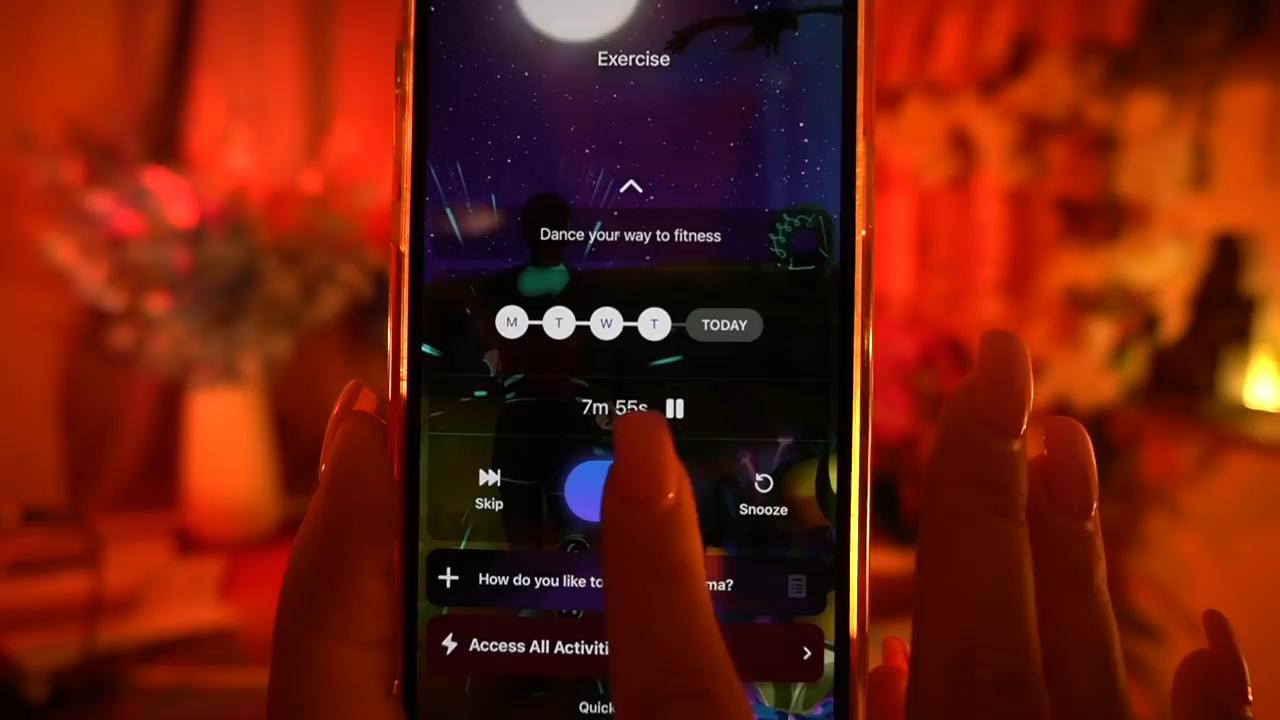 Exercise
Dance your way to fitness
M T W T TODAY
7m 55s
Skip
Snooze
How do you like to ma?
Access All Activiti
Quick